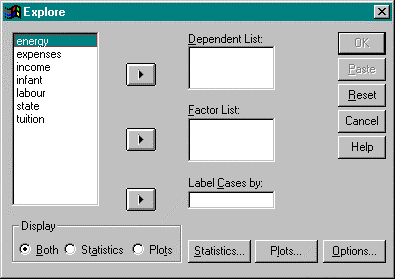 Explore
energy
expenses
income
infant
labour
state
tuition
Dependent List:
Factor List:
Label Cases by:
OK
Paste
Reset
Cancel
Help
Display
Both Statistics Plots
Statistics... Plots... Options...